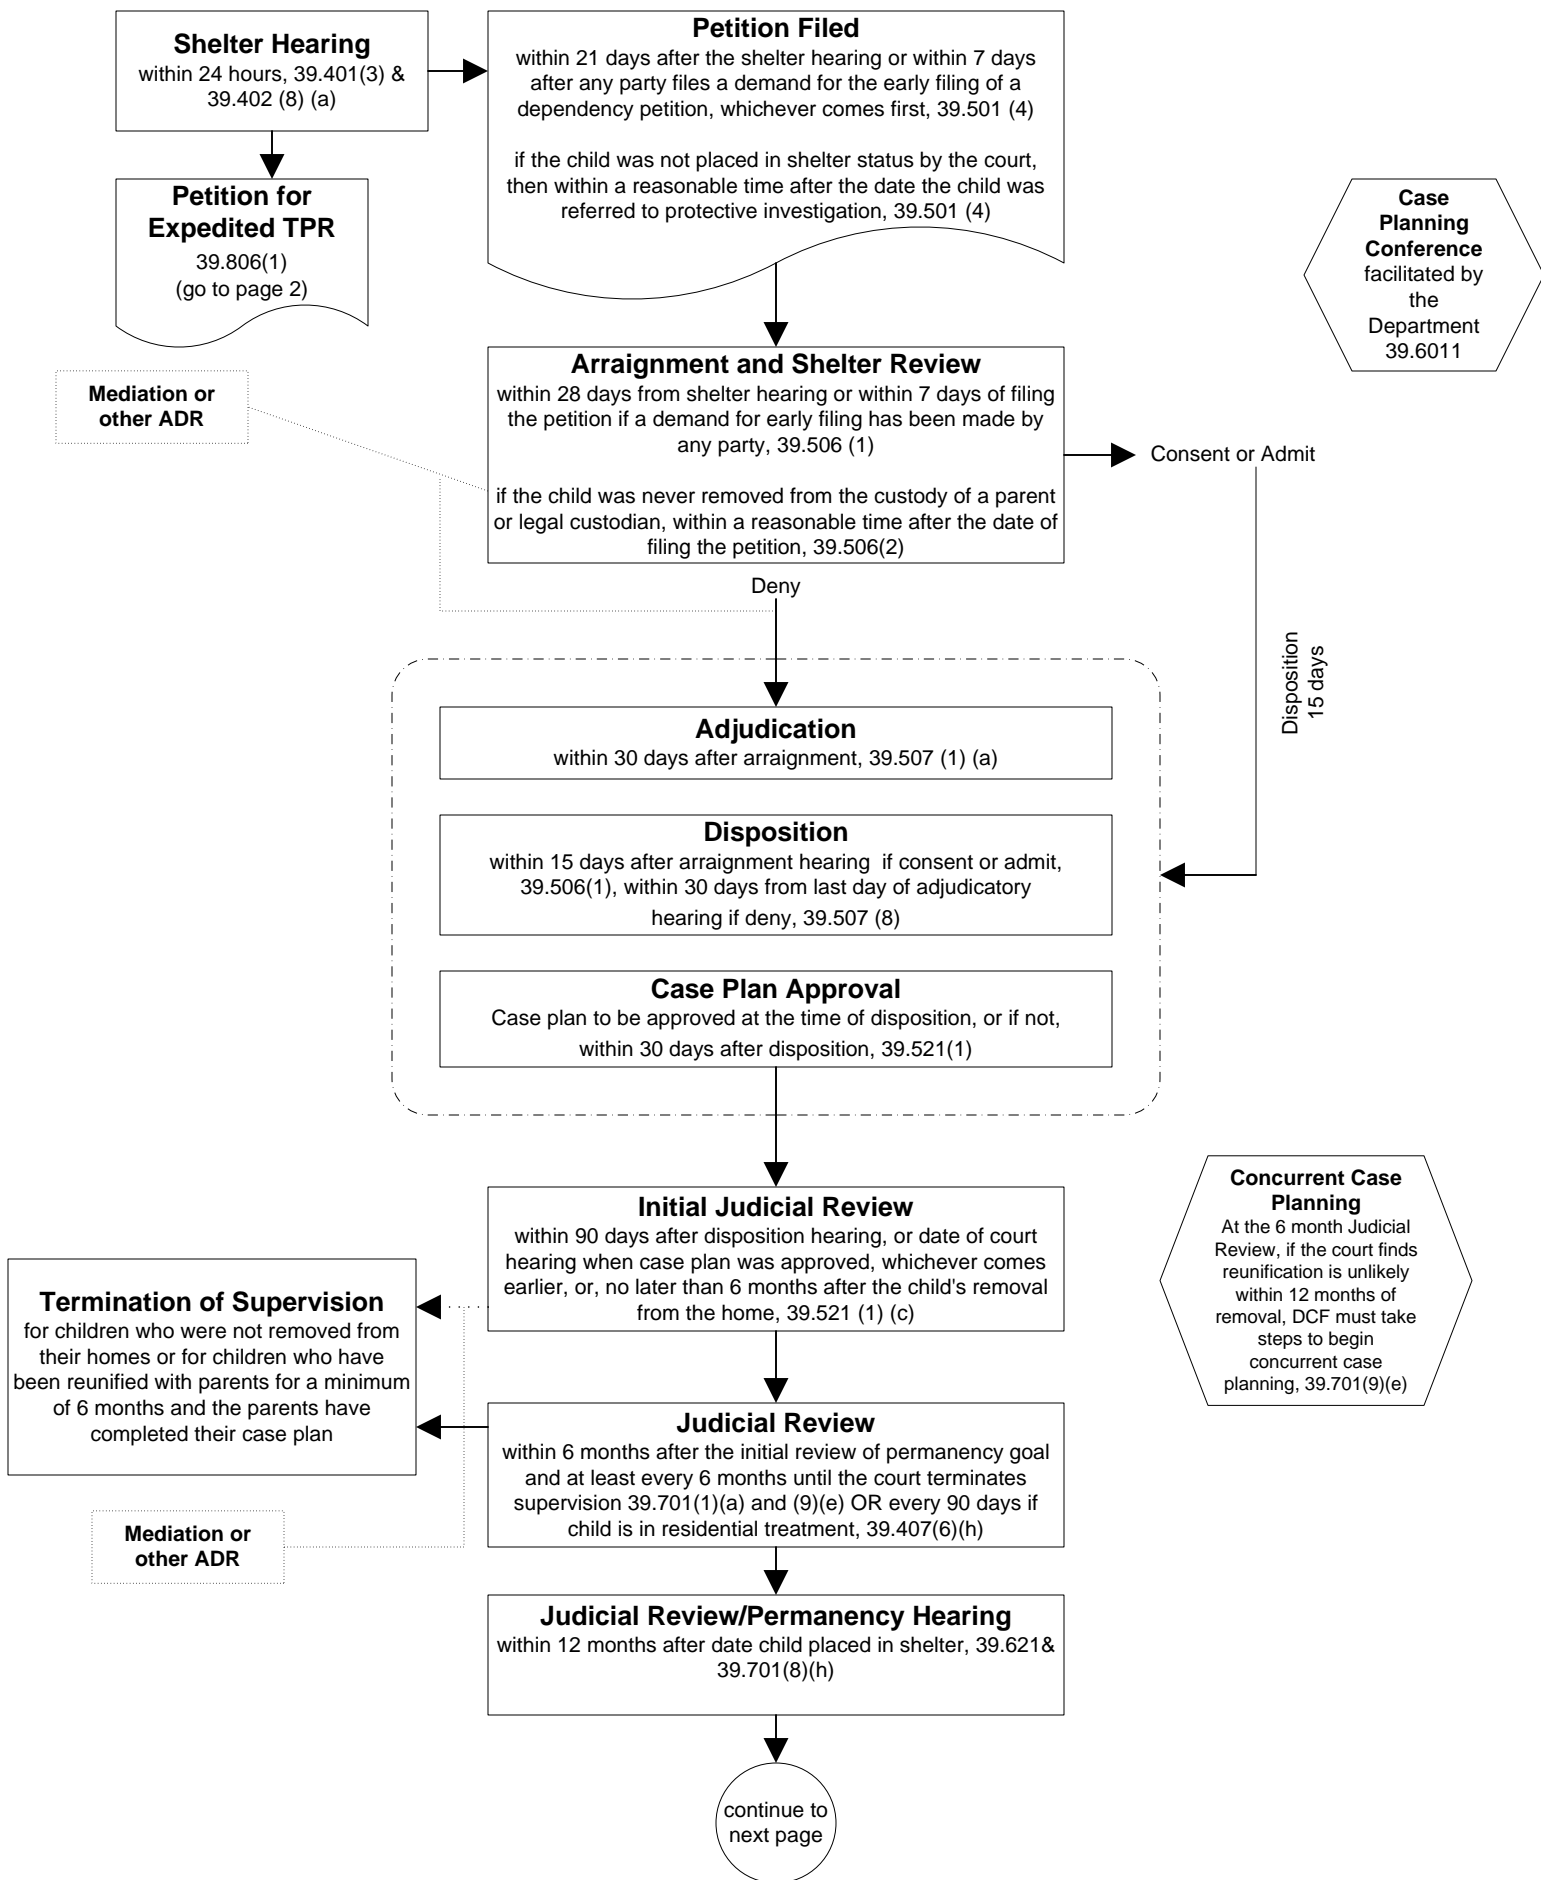 Shelter Hearing
within 24 hours, 39.401(3) &
39.402 (8) (a)
Petition Filed
within 21 days after the shelter hearing or within 7 days
after any party files a demand for the early filing of a
dependency petition, whichever comes first, 39.501 (4)
if the child was not placed in shelter status by the court,
then within a reasonable time after the date the child was
referred to protective investigation, 39.501 (4)
Petition for
Expedited TPR
39.806(1)
(go to page 2)
Case
Planning
Conference
facilitated by
the
Department
39.6011
Mediation or
other ADR
Arraignment and Shelter Review
within 28 days from shelter hearing or within 7 days of filing
the petition if a demand for early filing has been made by
any party, 39.506 (1)
if the child was never removed from the custody of a parent
or legal custodian, within a reasonable time after the date of
filing the petition, 39.506(2)
Consent or Admit
Deny
Disposition
15 days
Adjudication
within 30 days after arraignment, 39.507 (1) (a)
Disposition
within 15 days after arraignment hearing  if consent or admit,
39.506(1), within 30 days from last day of adjudicatory
hearing if deny, 39.507 (8)
Case Plan Approval
Case plan to be approved at the time of disposition, or if not,
within 30 days after disposition, 39.521(1)
Initial Judicial Review
within 90 days after disposition hearing, or date of court
hearing when case plan was approved, whichever comes
earlier, or, no later than 6 months after the child's removal
from the home, 39.521 (1) (c)
Concurrent Case
Planning
At the 6 month Judicial
Review, if the court finds
reunification is unlikely
within 12 months of
removal, DCF must take
steps to begin
concurrent case
planning, 39.701(9)(e)
Termination of Supervision
for children who were not removed from
their homes or for children who have
been reunified with parents for a minimum
of 6 months and the parents have
completed their case plan
Judicial Review
within 6 months after the initial review of permanency goal
and at least every 6 months until the court terminates
supervision 39.701(1)(a) and (9)(e) OR every 90 days if
child is in residential treatment, 39.407(6)(h)
Mediation or
other ADR
Judicial Review/Permanency Hearing
within 12 months after date child placed in shelter, 39.621&
39.701(8)(h)
continue to
next page